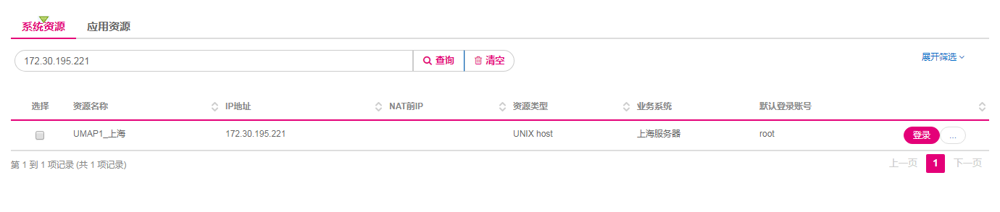 系统资源 应用资源
172.30.195.221 查询 清空 展开筛选
选择 资源名称 IP地址 NAT前IP 资源类型 业务系统 默认登录账号
UMAP1_上海 172.30.195.221 UNIX host 上海服务器 root 登录 ...
第 1 到 1 项记录 (共 1 项记录) 上一页 1 下一页